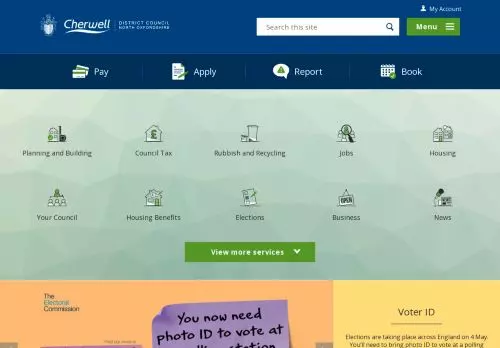 My Account
Cherwell
DISTRICT COUNCIL
NORTH OXFORDSHIRE
Search this site
Menu
Pay
Apply
Report
Book
Planning and Building
Council Tax
Rubbish and Recycling
Jobs
Housing
Your Council
Housing Benefits
Elections
Business
News
View more services
The
Electoral
Commission
You now need
photo ID to vote at
Voter ID
Elections are taking place across England on 4 May.
You'll need to bring photo ID to vote at a polling